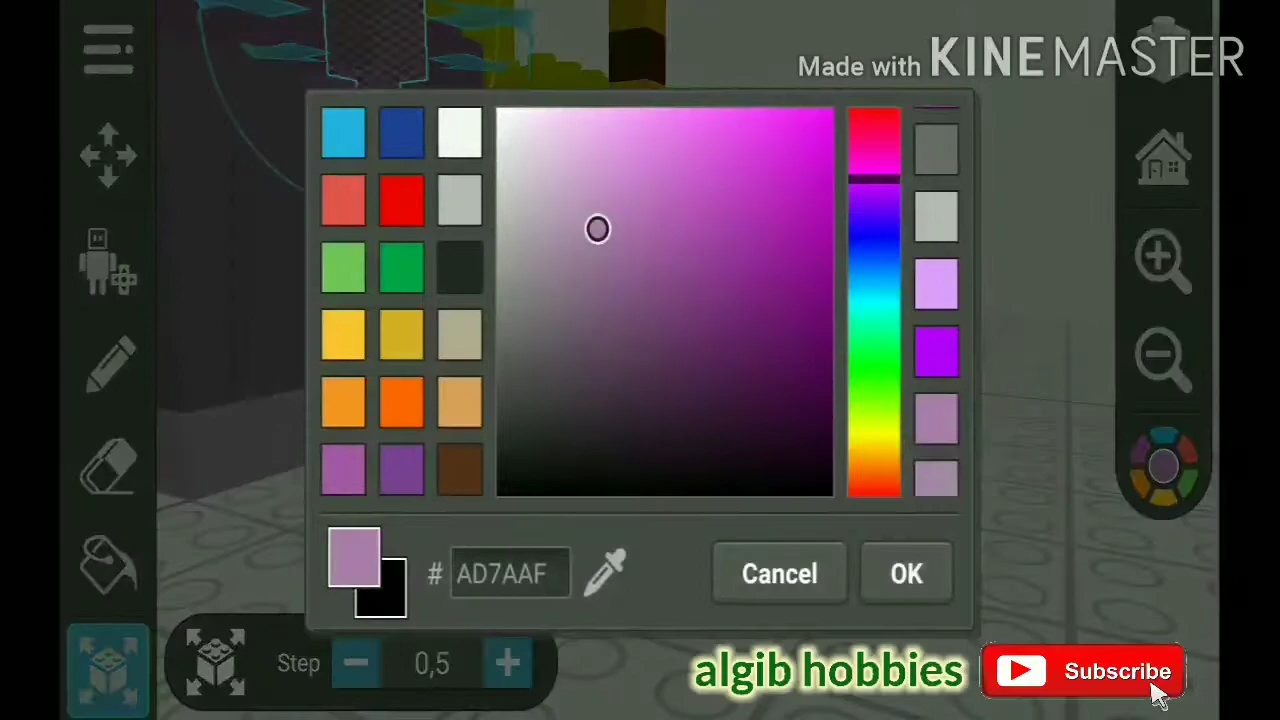 Made with KINEMASTER
# AD7AAF
Cancel
OK
Step
0,5
algib hobbies
Subscribe